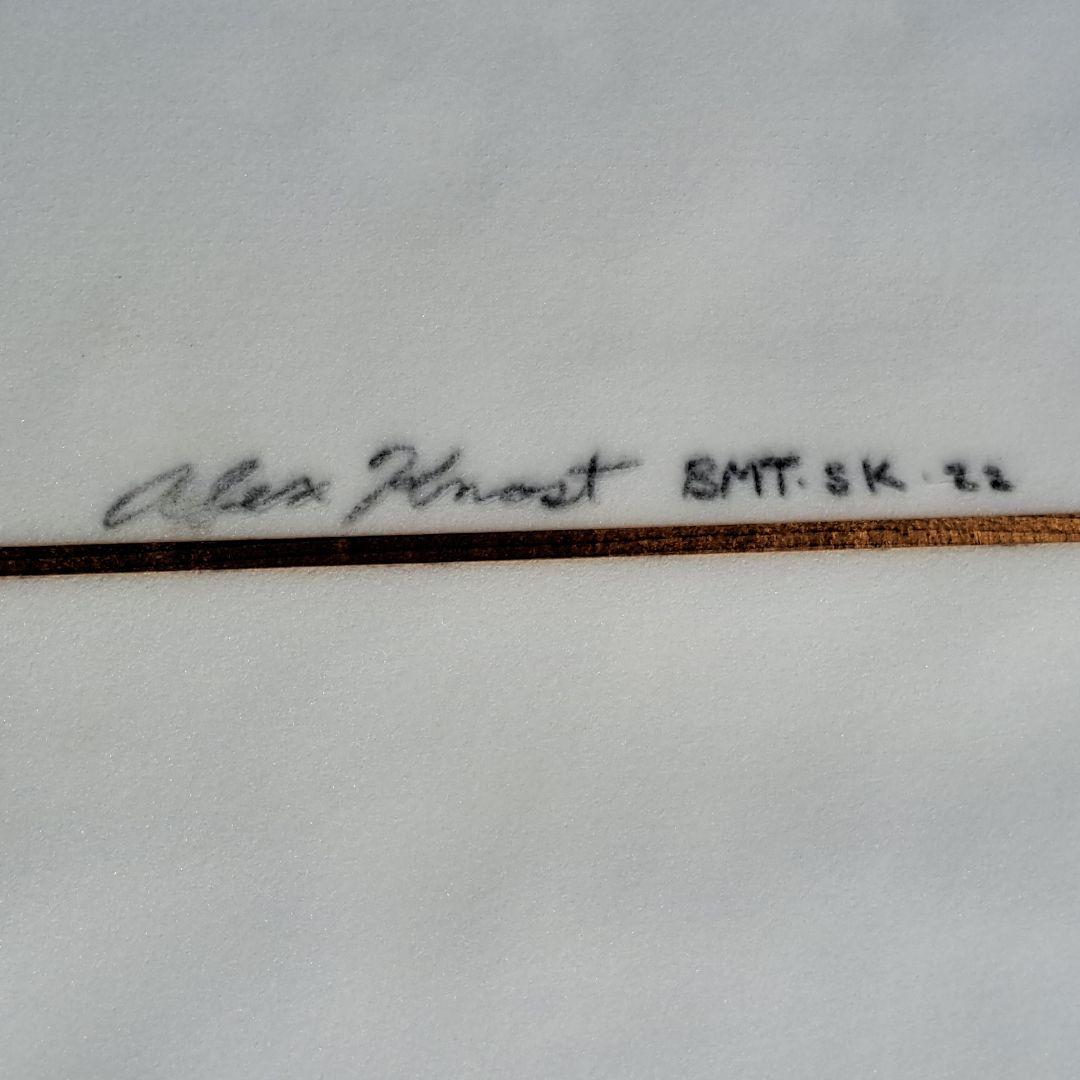 Alex Knost BMT. SK. 22